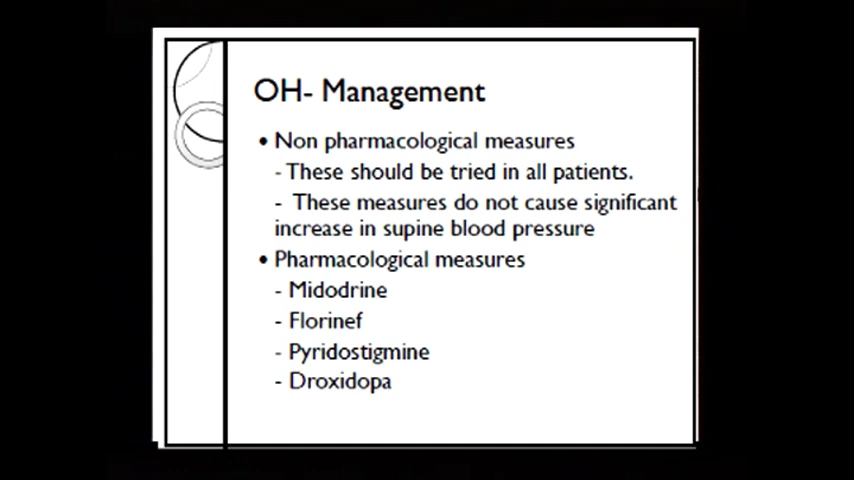 OH- Management
• Non pharmacological measures
- These should be tried in all patients.
- These measures do not cause significant
increase in supine blood pressure
• Pharmacological measures
- Midodrine
- Florinef
- Pyridostigmine
- Droxidopa